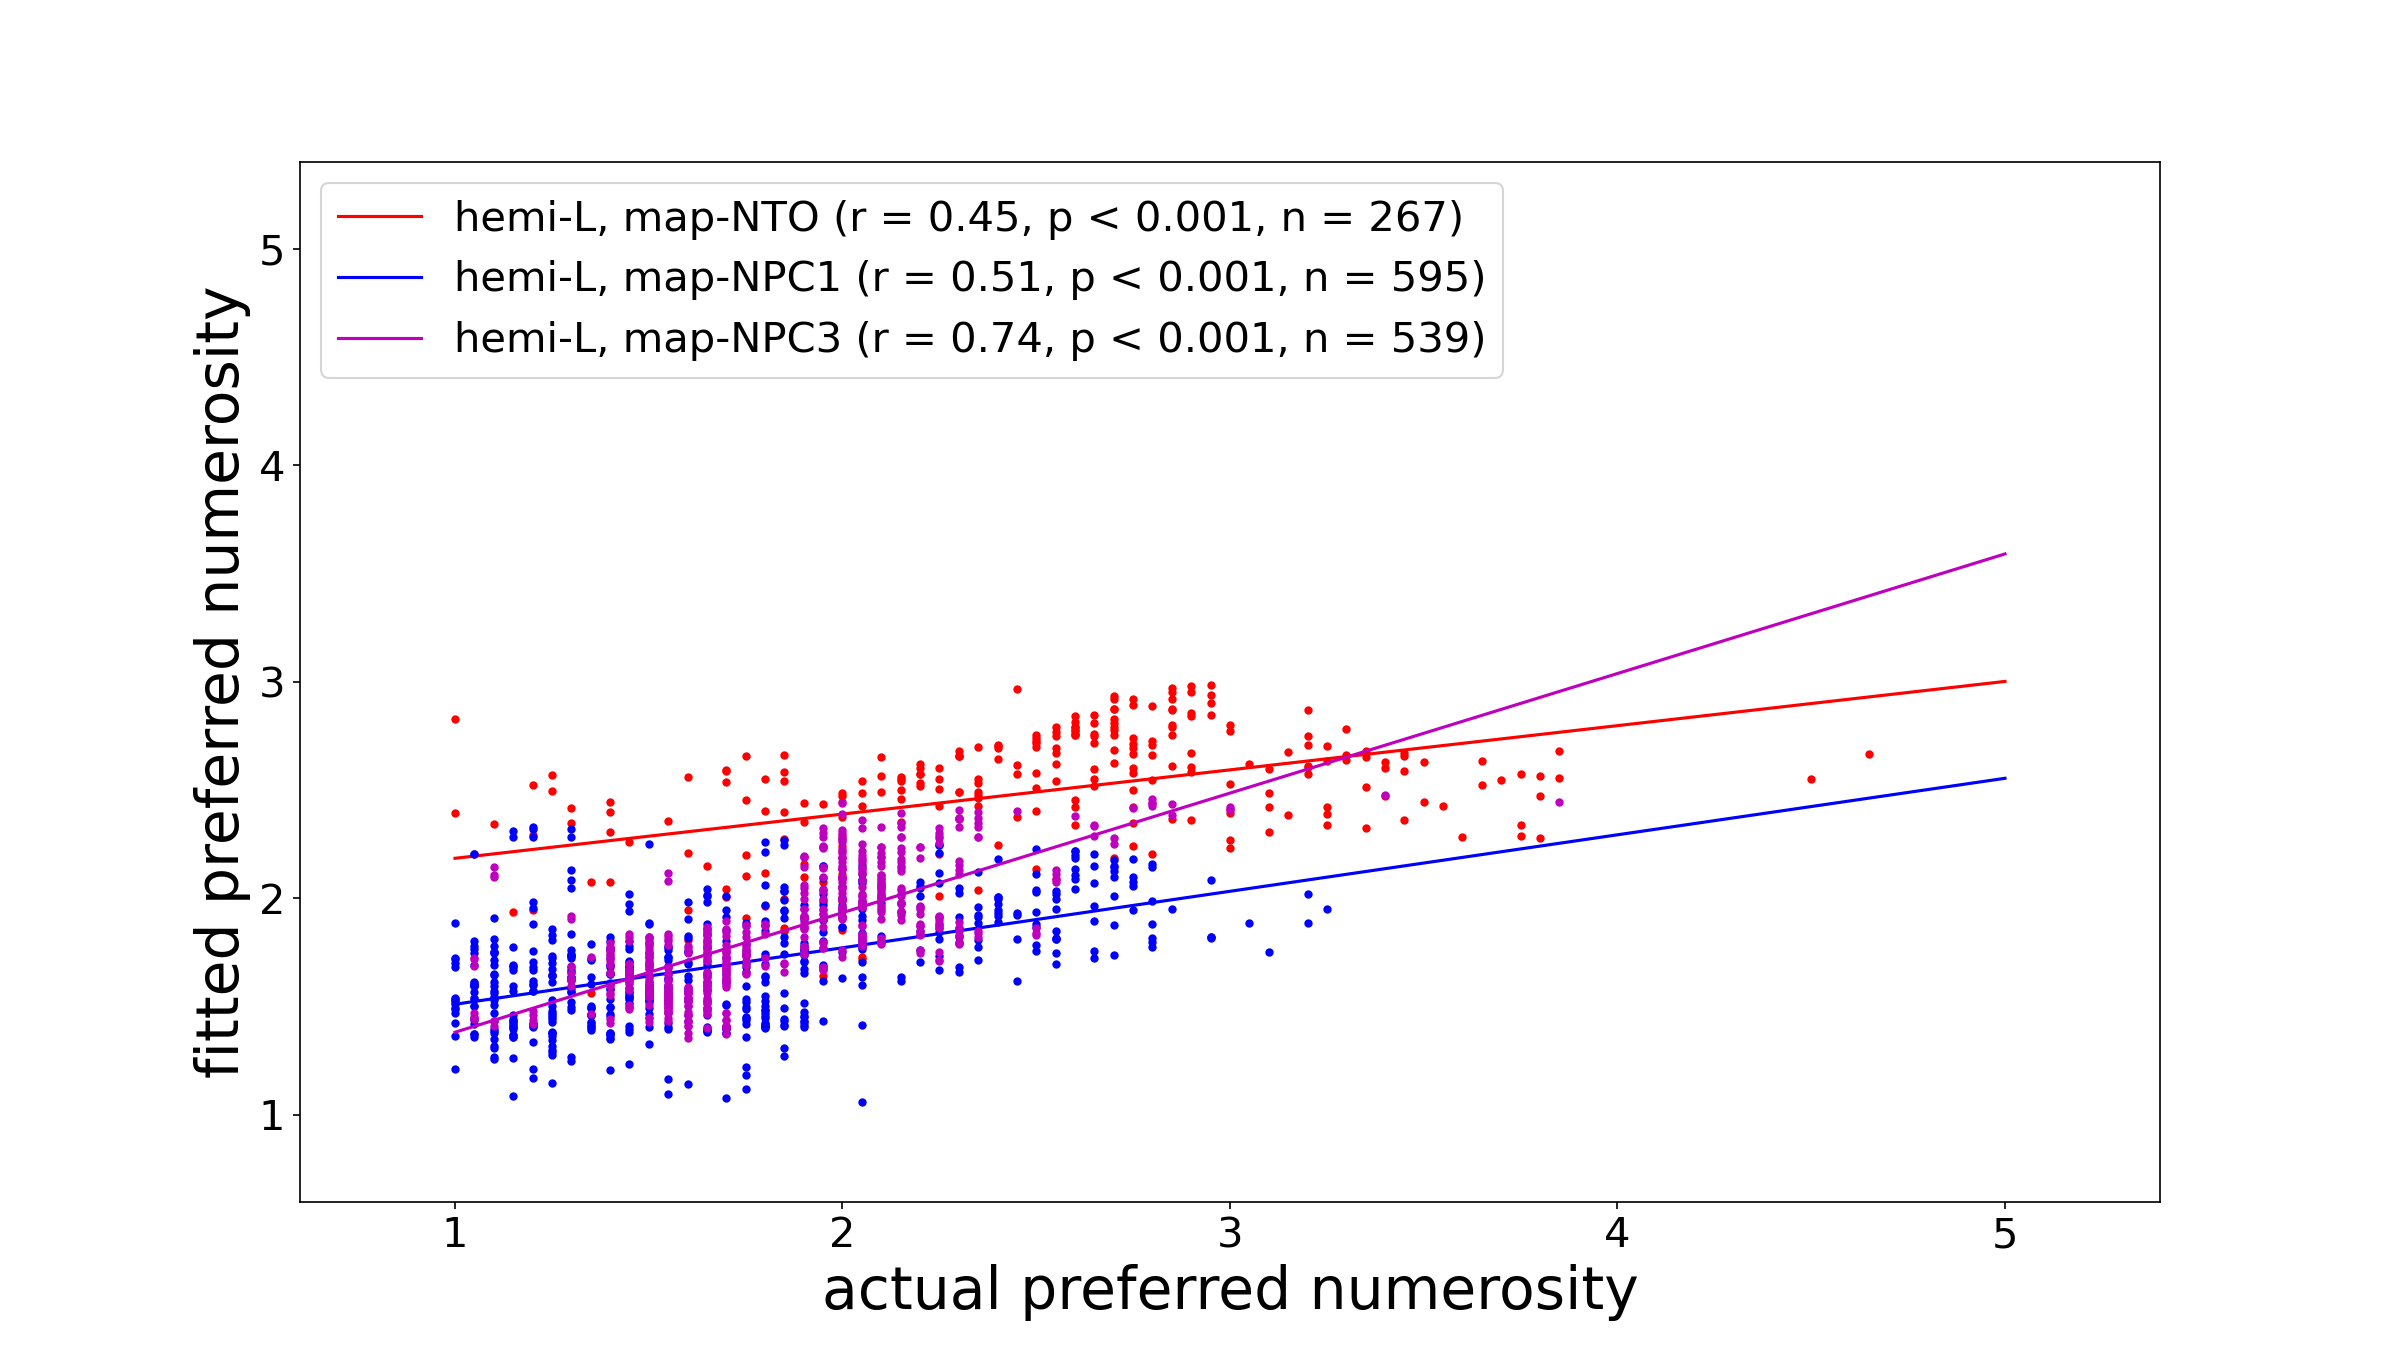 hemi-L, map-NTO (r = 0.45, p < 0.001, n = 267)
hemi-L, map-NPC1 (r = 0.51, p < 0.001, n = 595)
hemi-L, map-NPC3 (r = 0.74, p < 0.001, n = 539)
fitted preferred numerosity
5
4
3
2
1
1 2 3 4 5
actual preferred numerosity